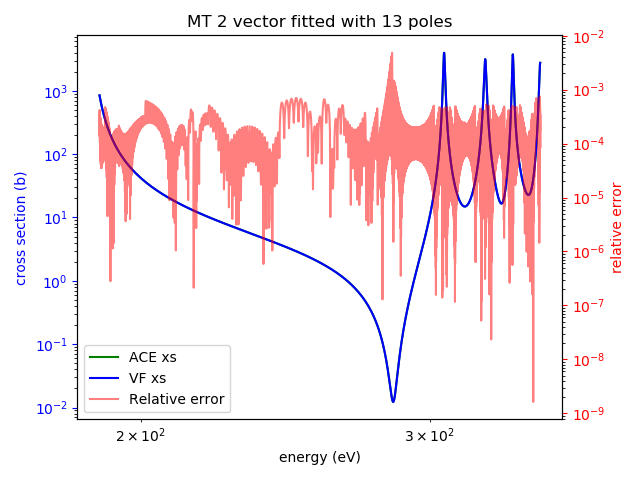 MT 2 vector fitted with 13 poles
cross section (b)
10³
10²
10¹
10⁰
10⁻¹
10⁻²
10⁻²
10⁻³
10⁻⁴
10⁻⁵
10⁻⁶
10⁻⁷
10⁻⁸
10⁻⁹
relative error
ACE xs
VF xs
Relative error
2 × 10²
3 × 10²
energy (eV)